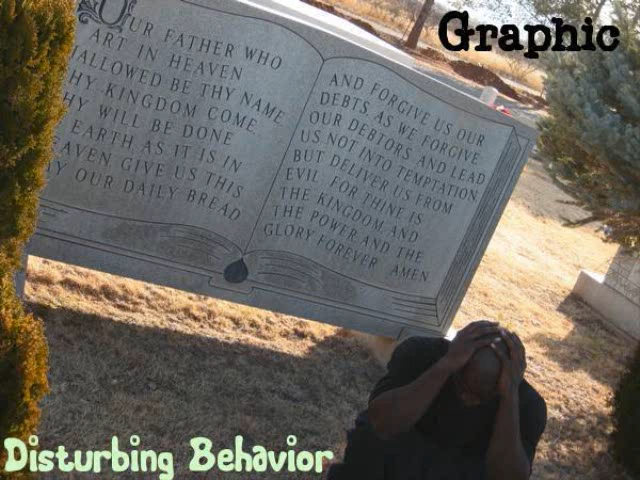 Graphic
OUR FATHER WHO
ART IN HEAVEN
HALLOWED BE THY NAME
THY KINGDOM COME
THY WILL BE DONE
EARTH AS IT IS IN
HEAVEN GIVE US THIS
OUR DAILY BREAD
AND FORGIVE US OUR
DEBTS, AS WE FORGIVE
OUR DEBTORS, AND LEAD
US NOT INTO TEMPTATION
BUT DELIVER US FROM
EVIL. FOR THINE IS
THE KINGDOM, AND
THE POWER AND THE
GLORY FOREVER AMEN
Disturbing Behavior